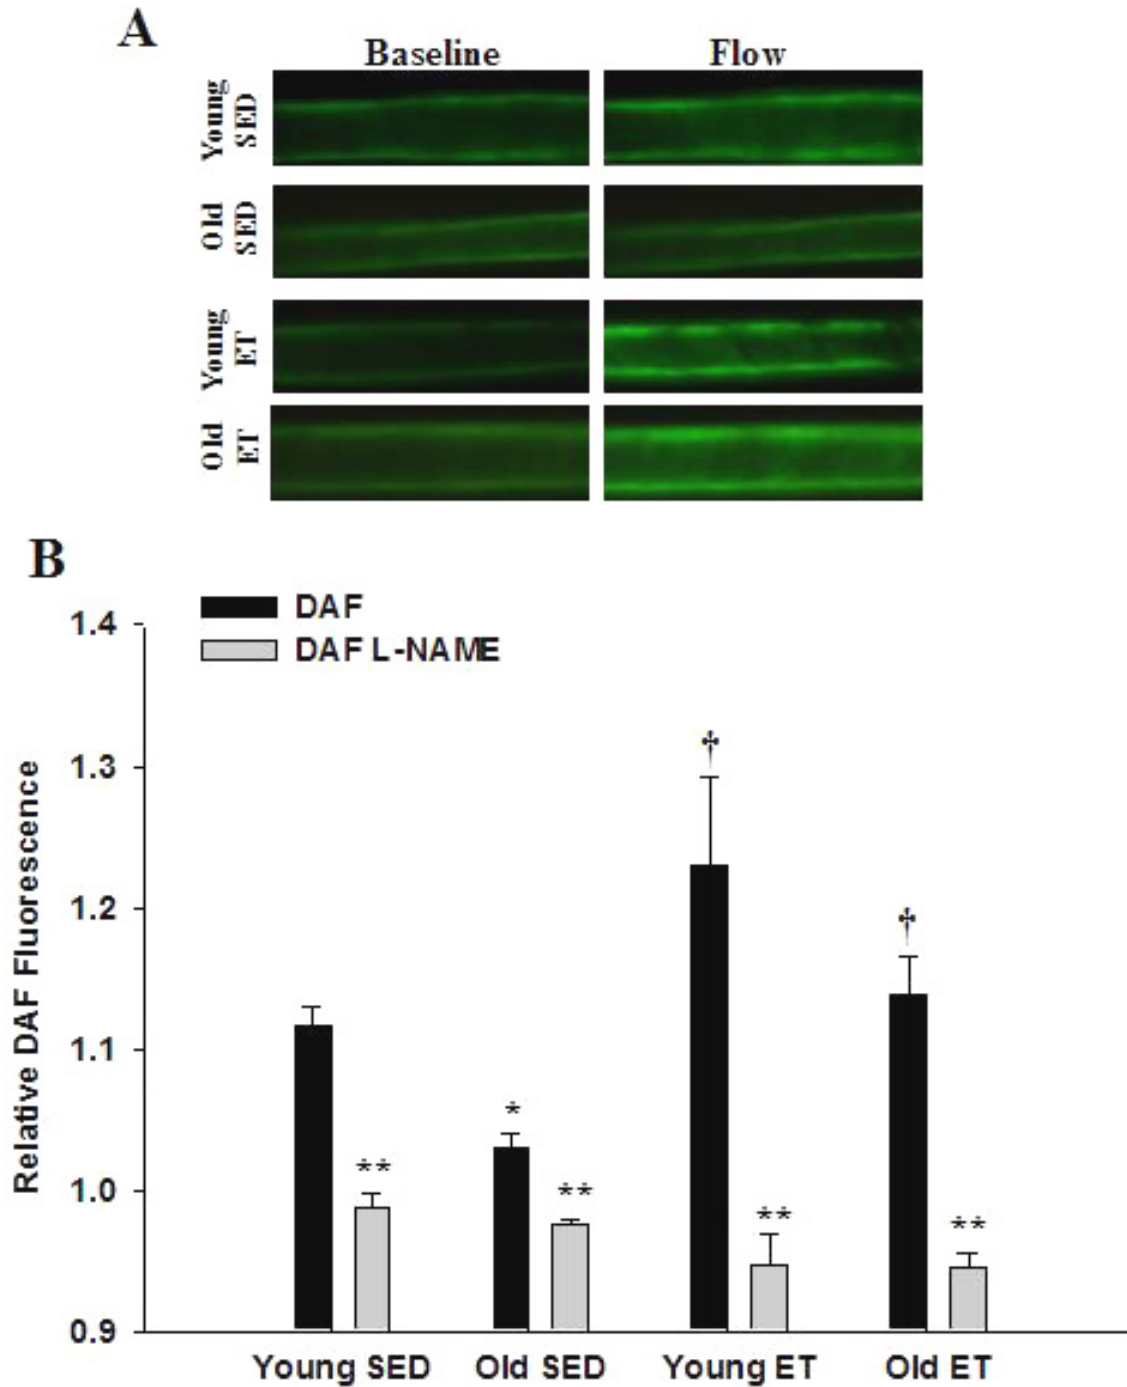 A
Baseline Flow
Young SED
Old SED
Young ET
Old ET
B
DAF
DAF L-NAME
Relative DAF Fluorescence
1.4
1.3
1.2
1.1
1.0
0.9
†
†
*
**
**
**
**
Young SED Old SED Young ET Old ET